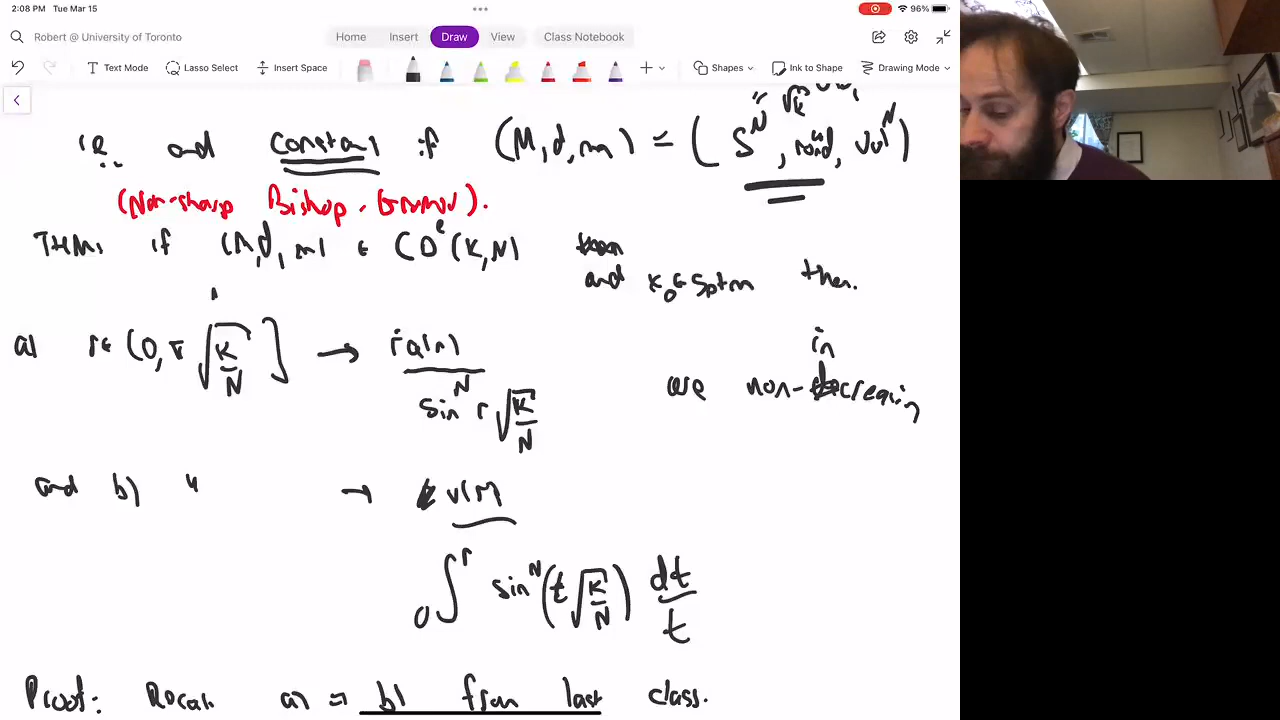 2:08 PM Tue Mar 15
96%
Robert @ University of Toronto
Home Insert Draw View Class Notebook
Text Mode Lasso Select Insert Space Shapes Ink to Shape Drawing Mode
and constant if (M, d, m) = ( S^N, round, Vol^N )
(Non-sharp Bishop-Gromov).
THM: if (M, d, m) ∈ CD^e(K,N) and x_0 ∈ spt m then.
a) r ∈ (0, π √(K/N) ] → r a(r) / sin^N r √(K/N) are non-increasing
and b) " → v(r) / ∫_0^r sin^N (t √(K/N)) dt/t
Proof: Recall a) ⇒ b) from last class.